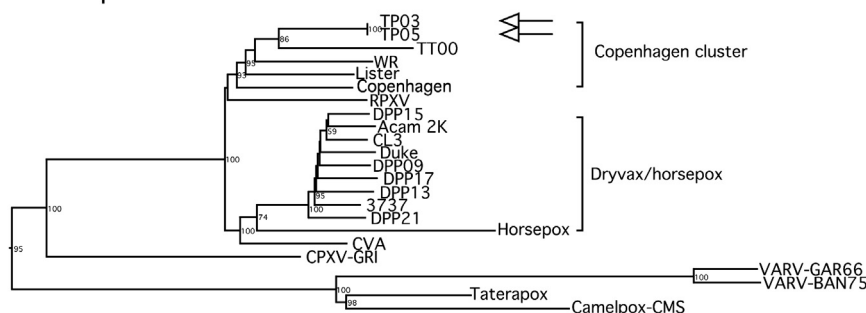 TP03
100
TP05
86
TT00
95
WR
93
Lister
Copenhagen
Copenhagen cluster
RPXV
DPP15
Acam 2K
59
CL3
Duke
100
DPP09
Dryvax/horsepox
DPP17
DPP13
95
3737
100
DPP21
74
Horsepox
100
CVA
100
CPXV-GRI
95
VARV-GAR66
100
VARV-BAN75
100
Taterapox
98
Camelpox-CMS